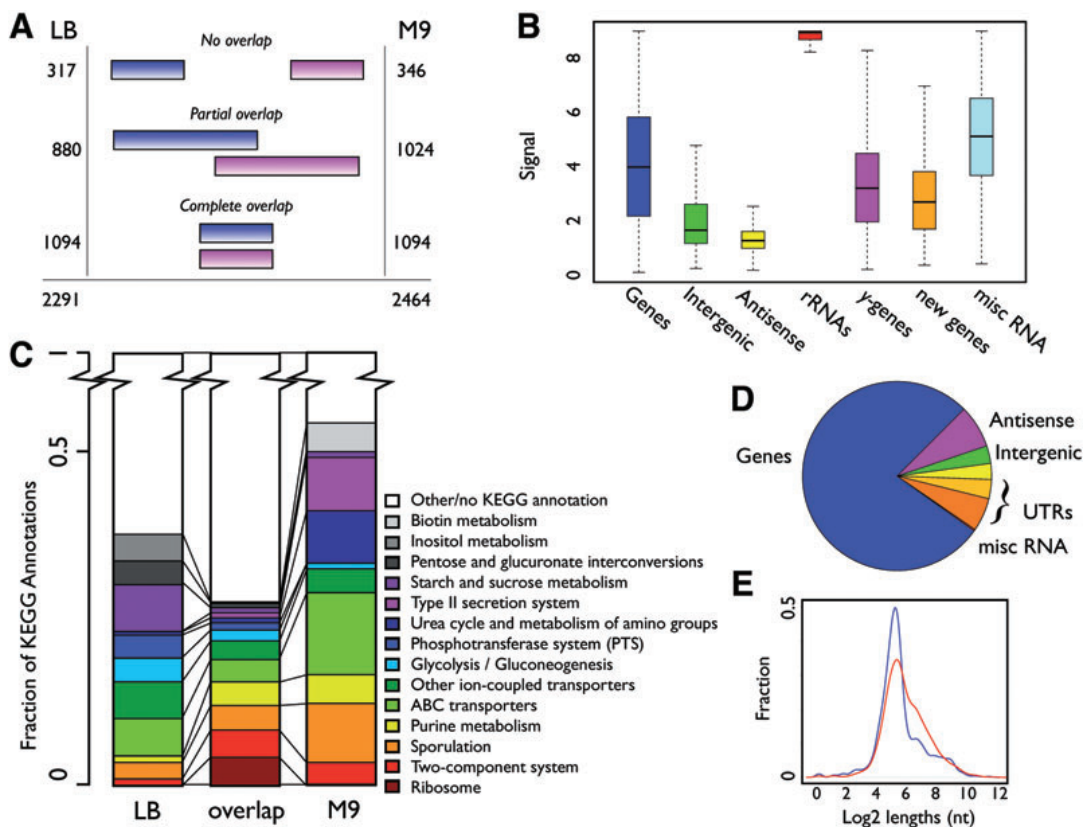 A
LB
M9
No overlap
317
346
Partial overlap
880
1024
Complete overlap
1094
1094
2291
2464
B
Signal
8
6
4
2
0
Genes
Intergenic
Antisense
rRNAs
y-genes
new genes
misc RNA
C
Fraction of KEGG Annotations
1
0.5
0
LB
overlap
M9
Other/no KEGG annotation
Biotin metabolism
Inositol metabolism
Pentose and glucuronate interconversions
Starch and sucrose metabolism
Type II secretion system
Urea cycle and metabolism of amino groups
Phosphotransferase system (PTS)
Glycolysis / Gluconeogenesis
Other ion-coupled transporters
ABC transporters
Purine metabolism
Sporulation
Two-component system
Ribosome
D
Genes
Antisense
Intergenic
} UTRs
misc RNA
E
Fraction
0.5
0
0 2 4 6 8 10 12
Log2 lengths (nt)